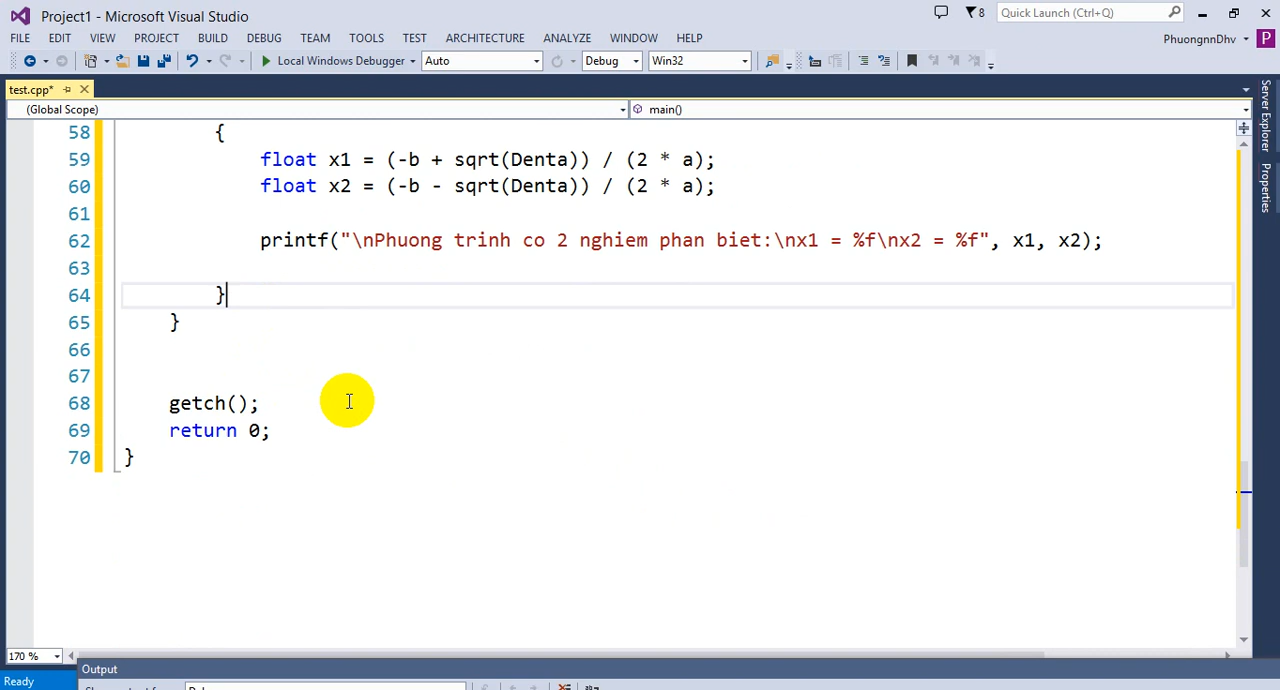 Project1 - Microsoft Visual Studio
8
Quick Launch (Ctrl+Q)
FILE EDIT VIEW PROJECT BUILD DEBUG TEAM TOOLS TEST ARCHITECTURE ANALYZE WINDOW HELP
PhuongnnDhv P
Local Windows Debugger Auto Debug Win32
test.cpp*
(Global Scope) main()
58 {
59 float x1 = (-b + sqrt(Denta)) / (2 * a);
60 float x2 = (-b - sqrt(Denta)) / (2 * a);
61
62 printf("\nPhuong trinh co 2 nghiem phan biet:\nx1 = %f\nx2 = %f", x1, x2);
63
64 }
65 }
66
67
68 getch();
69 return 0;
70 }
Server Explorer
Properties
170 %
Output
Ready